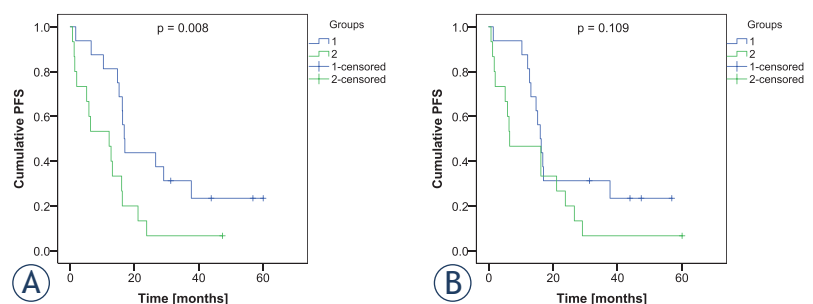 p = 0.008
Groups
1
2
1-censored
2-censored
Cumulative PFS
1.0
0.8
0.6
0.4
0.2
0.0
0
20
40
60
Time [months]
A
p = 0.109
Groups
1
2
1-censored
2-censored
Cumulative PFS
1.0
0.8
0.6
0.4
0.2
0.0
0
20
40
60
Time [months]
B